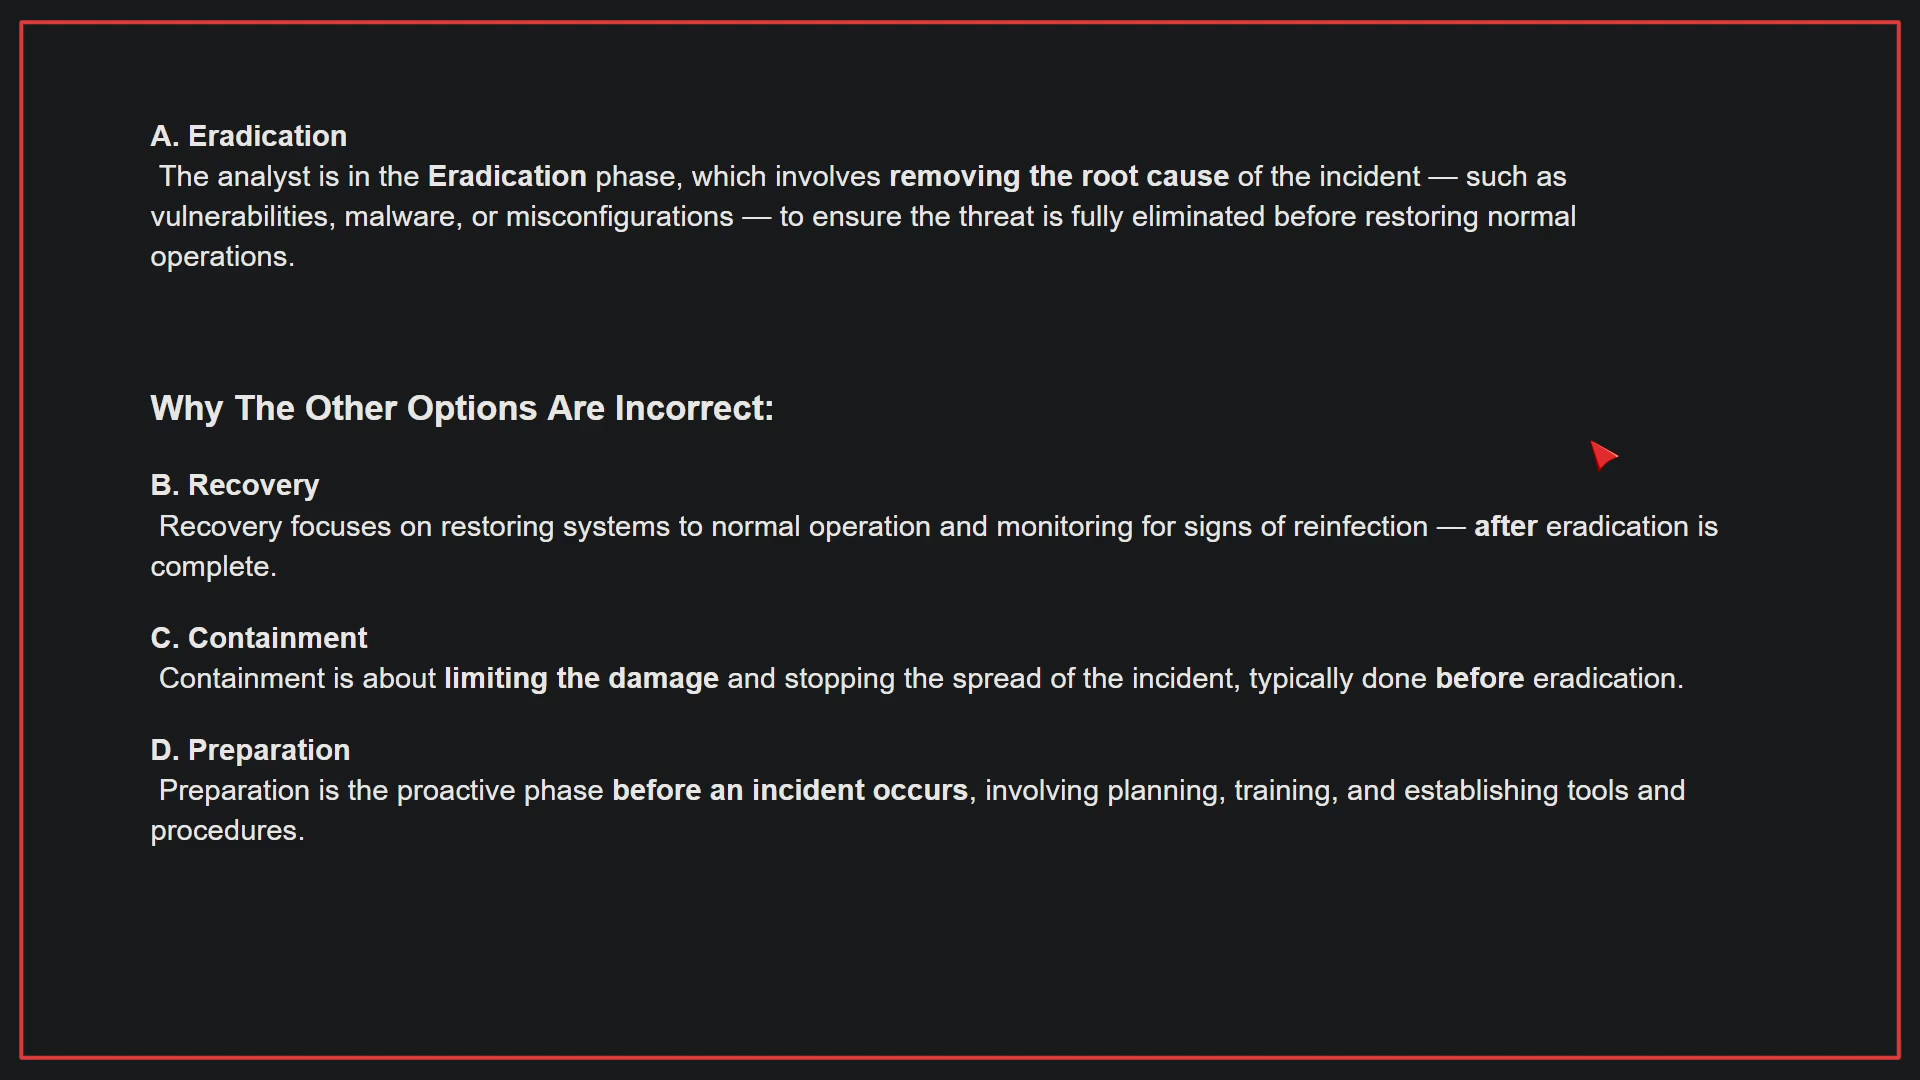 A. Eradication
The analyst is in the Eradication phase, which involves removing the root cause of the incident — such as
vulnerabilities, malware, or misconfigurations — to ensure the threat is fully eliminated before restoring normal
operations.
Why The Other Options Are Incorrect:
B. Recovery
Recovery focuses on restoring systems to normal operation and monitoring for signs of reinfection — after eradication is
complete.
C. Containment
Containment is about limiting the damage and stopping the spread of the incident, typically done before eradication.
D. Preparation
Preparation is the proactive phase before an incident occurs, involving planning, training, and establishing tools and
procedures.